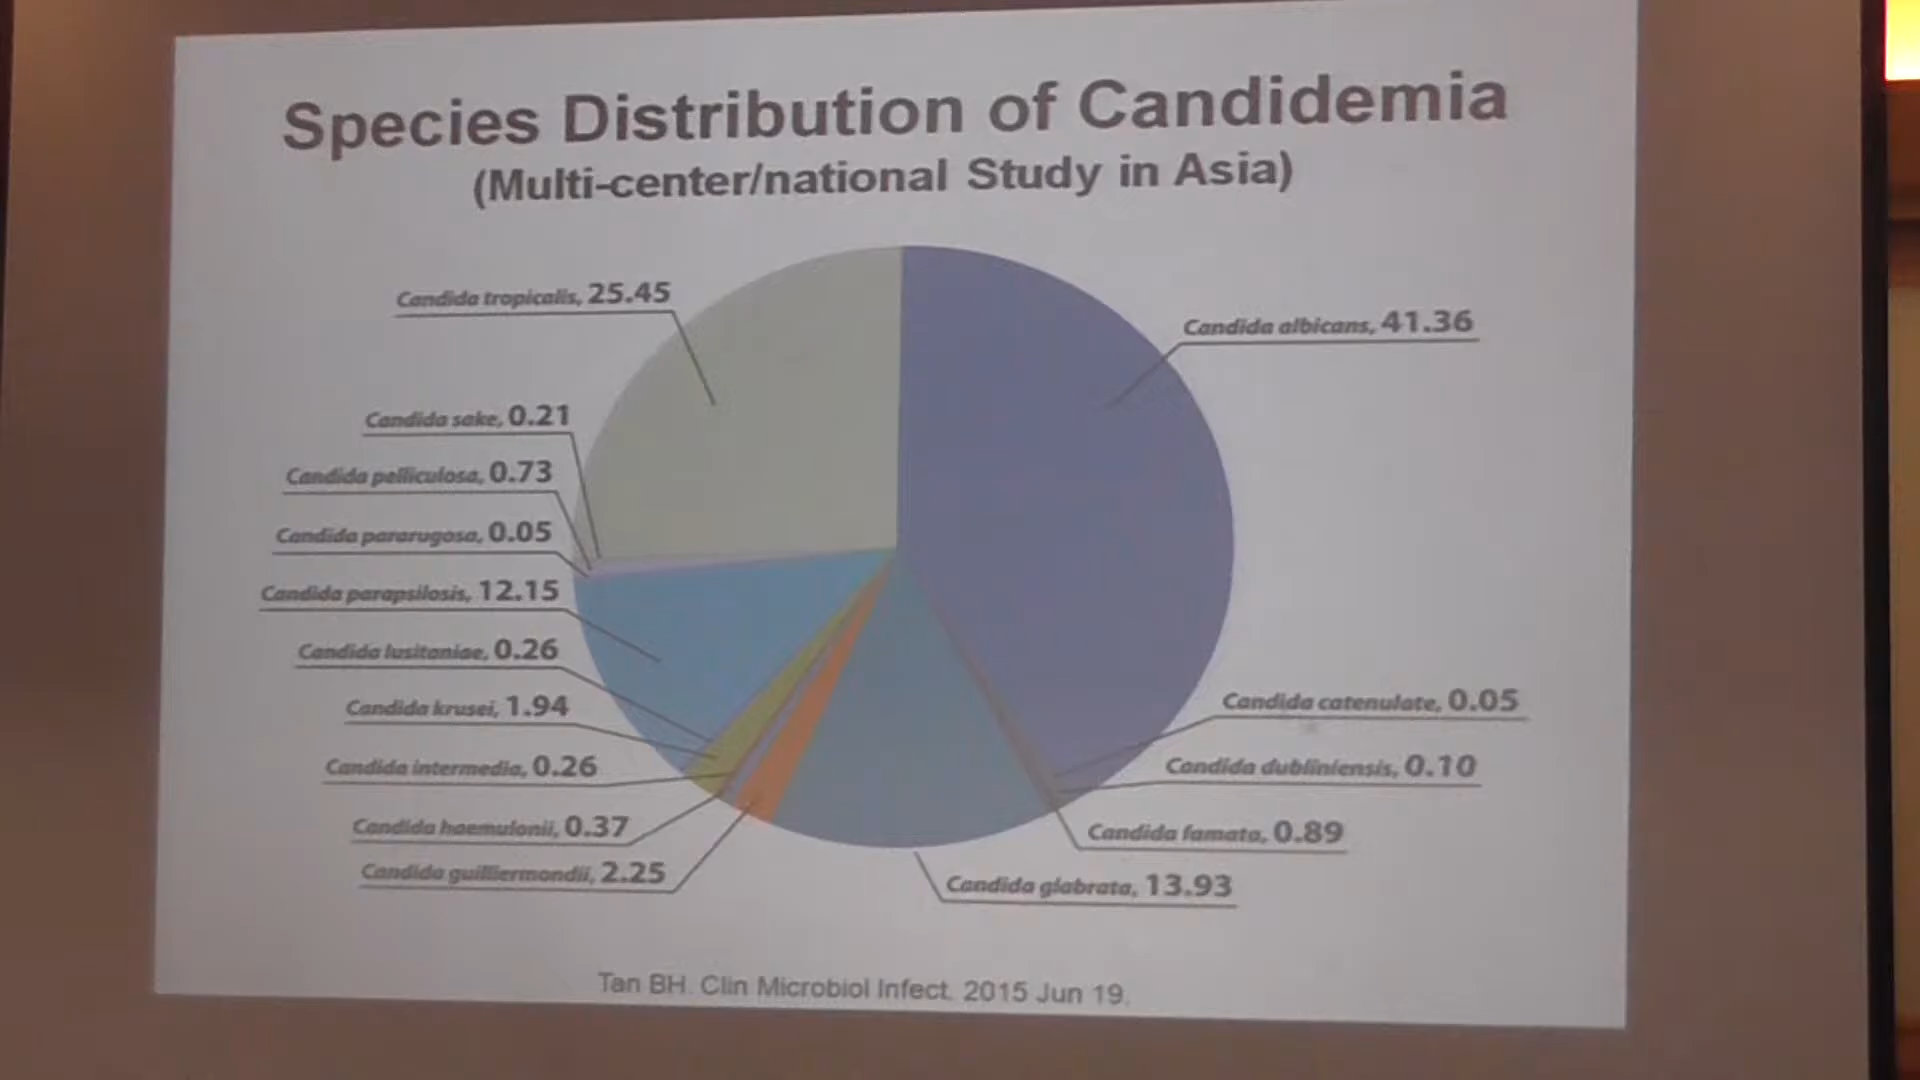 Species Distribution of Candidemia
(Multi-center/national Study in Asia)
Candida tropicalis, 25.45
Candida albicans, 41.36
Candida sake, 0.21
Candida pelliculosa, 0.73
Candida pararugosa, 0.05
Candida parapsilosis, 12.15
Candida lusitaniae, 0.26
Candida krusei, 1.94
Candida intermedia, 0.26
Candida haemulonii, 0.37
Candida guilliermondii, 2.25
Candida catenulate, 0.05
Candida dubliniensis, 0.10
Candida famata, 0.89
Candida glabrata, 13.93
Tan BH. Clin Microbiol Infect. 2015 Jun 19.